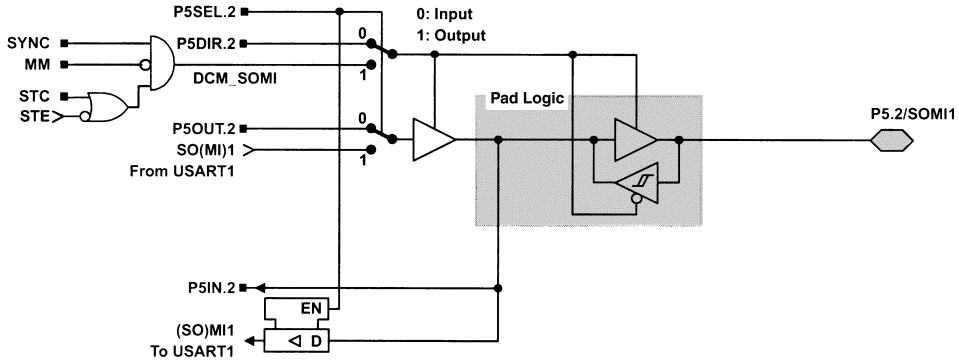 P5SEL.2
0: Input
1: Output
SYNC
P5DIR.2
0
MM
DCM_SOMI
1
STC
STE
Pad Logic
P5OUT.2
0
P5.2/SOMI1
SO(MI)1
1
From USART1
P5IN.2
EN
(SO)MI1
D
To USART1